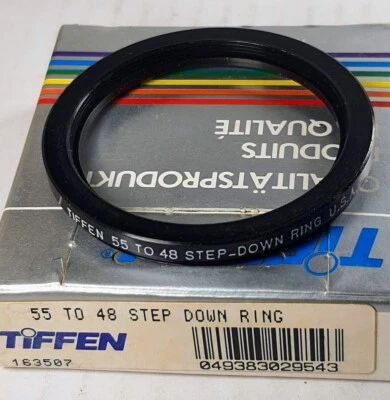 QUALITÉ
ODUITS
ALITÄTSPRODUKT
TIFFEN 55 TO 48 STEP-DOWN RING U.S.A
TIFFEN
55 TO 48 STEP DOWN RING
TIFFEN
163507
049383029543